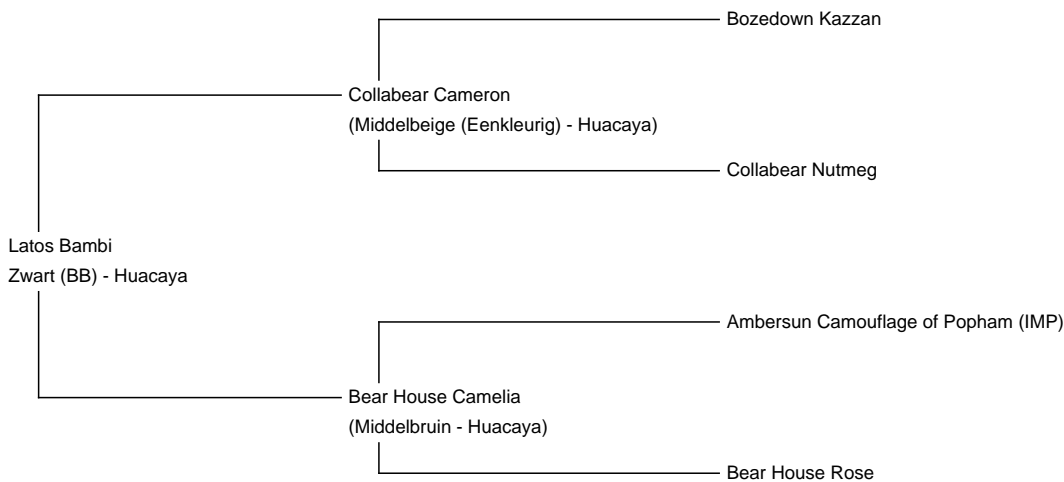 Bozedown Kazzan
Collabear Cameron
(Middelbeige (Eenkleurig) - Huacaya)
Collabear Nutmeg
Latos Bambi
Zwart (BB) - Huacaya
Ambersun Camouflage of Popham (IMP)
Bear House Camelia
(Middelbruin - Huacaya)
Bear House Rose